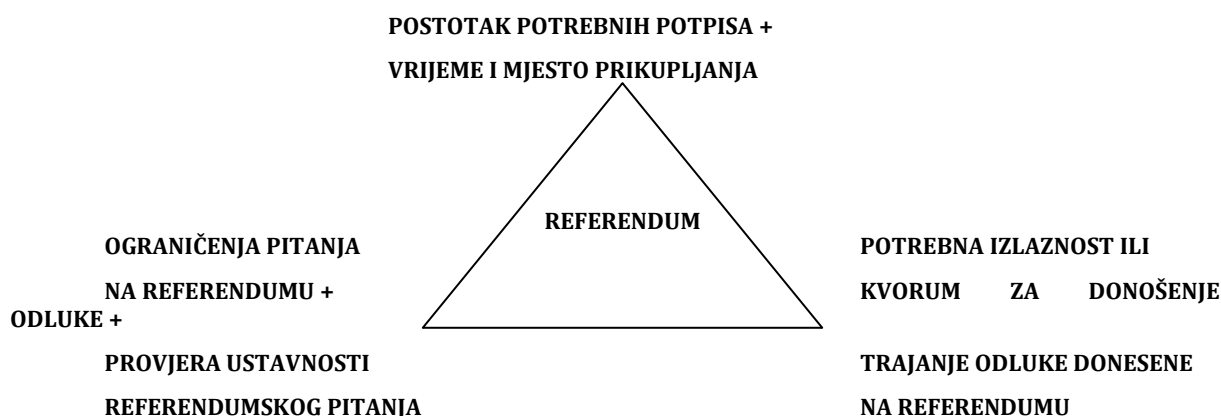 POSTOTAK POTREBNIH POTPISA +
VRIJEME I MJESTO PRIKUPLJANJA
REFERENDUM
OGRANIČENJA PITANJA
POTREBNA IZLAZNOST ILI
NA REFERENDUMU +
KVORUM ZA DONOŠENJE
ODLUKE +
PROVJERA USTAVNOSTI
TRAJANJE ODLUKE DONESENE
REFERENDUMSKOG PITANJA
NA REFERENDUMU